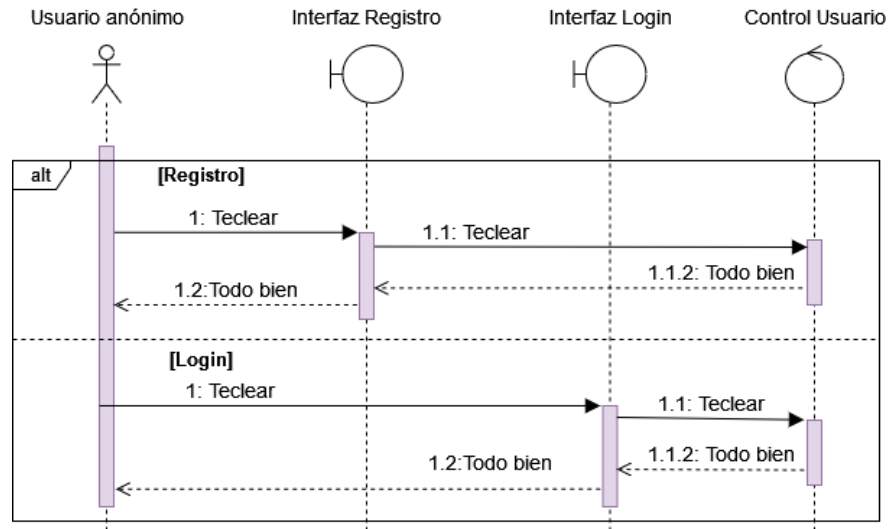 Usuario anónimo
Interfaz Registro
Interfaz Login
Control Usuario
alt
[Registro]
1: Teclear
1.1: Teclear
1.1.2: Todo bien
1.2:Todo bien
[Login]
1: Teclear
1.1: Teclear
1.1.2: Todo bien
1.2:Todo bien